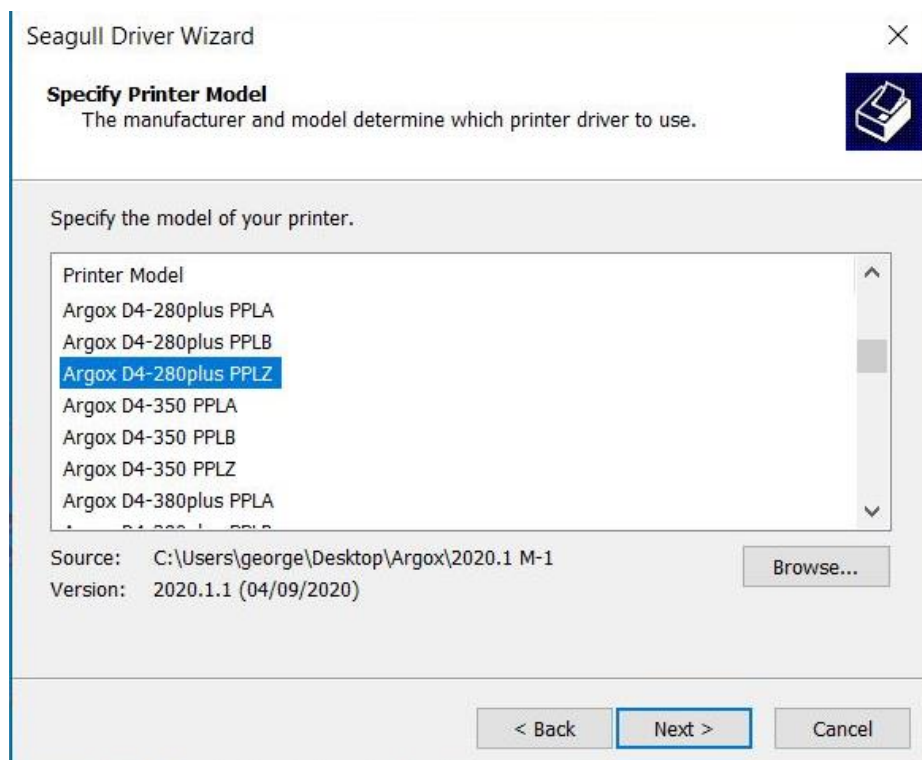 Seagull Driver Wizard
Specify Printer Model
The manufacturer and model determine which printer driver to use.
Specify the model of your printer.
Printer Model
Argox D4-280plus PPLA
Argox D4-280plus PPLB
Argox D4-280plus PPLZ
Argox D4-350 PPLA
Argox D4-350 PPLB
Argox D4-350 PPLZ
Argox D4-380plus PPLA
Source: C:\Users\george\Desktop\Argox\2020.1 M-1
Browse...
Version: 2020.1.1 (04/09/2020)
< Back Next > Cancel